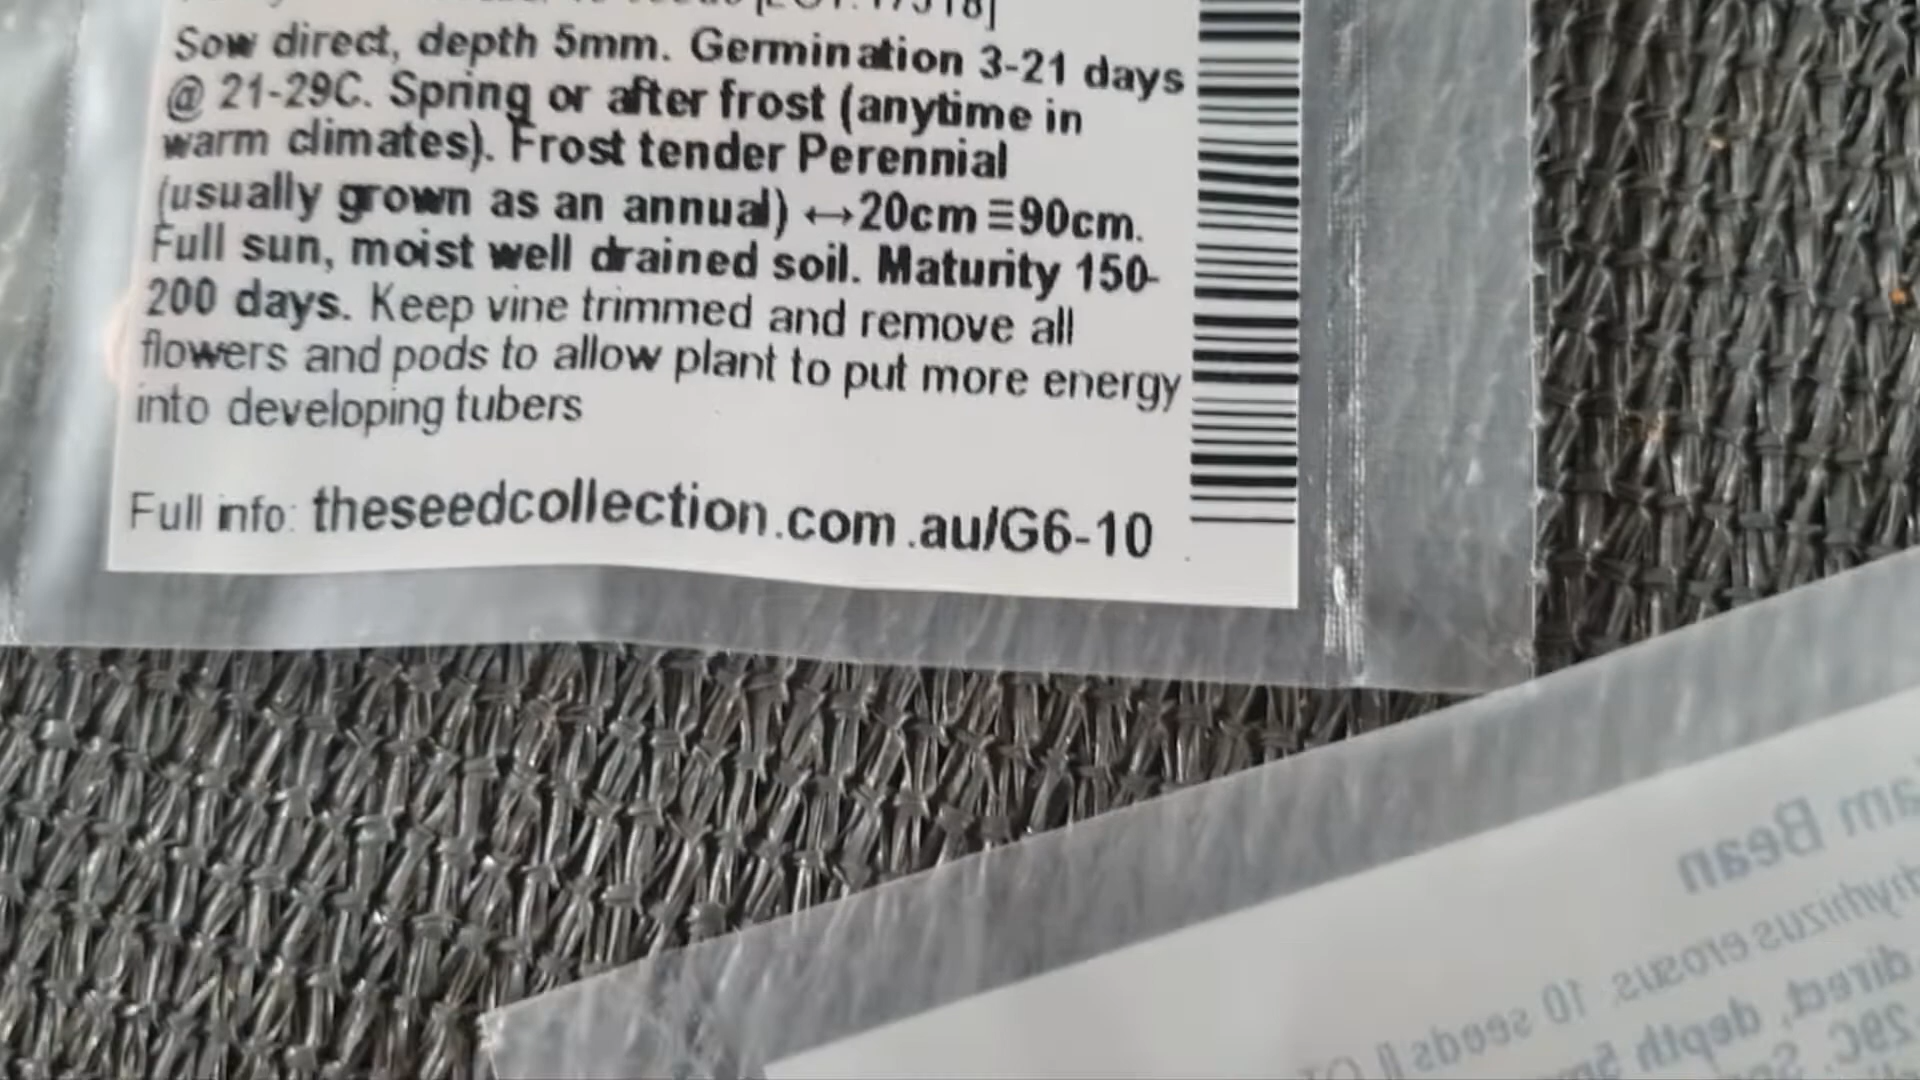 Sow direct, depth 5mm. Germination 3-21 days
@ 21-29C. Spring or after frost (anytime in
warm climates). Frost tender Perennial
(usually grown as an annual) ↔20cm ≡90cm.
Full sun, moist well drained soil. Maturity 150-
200 days. Keep vine trimmed and remove all
flowers and pods to allow plant to put more energy
into developing tubers
Full info: theseedcollection.com.au/G6-10
Bean
erosus 10 seeds
direct, depth
29C.